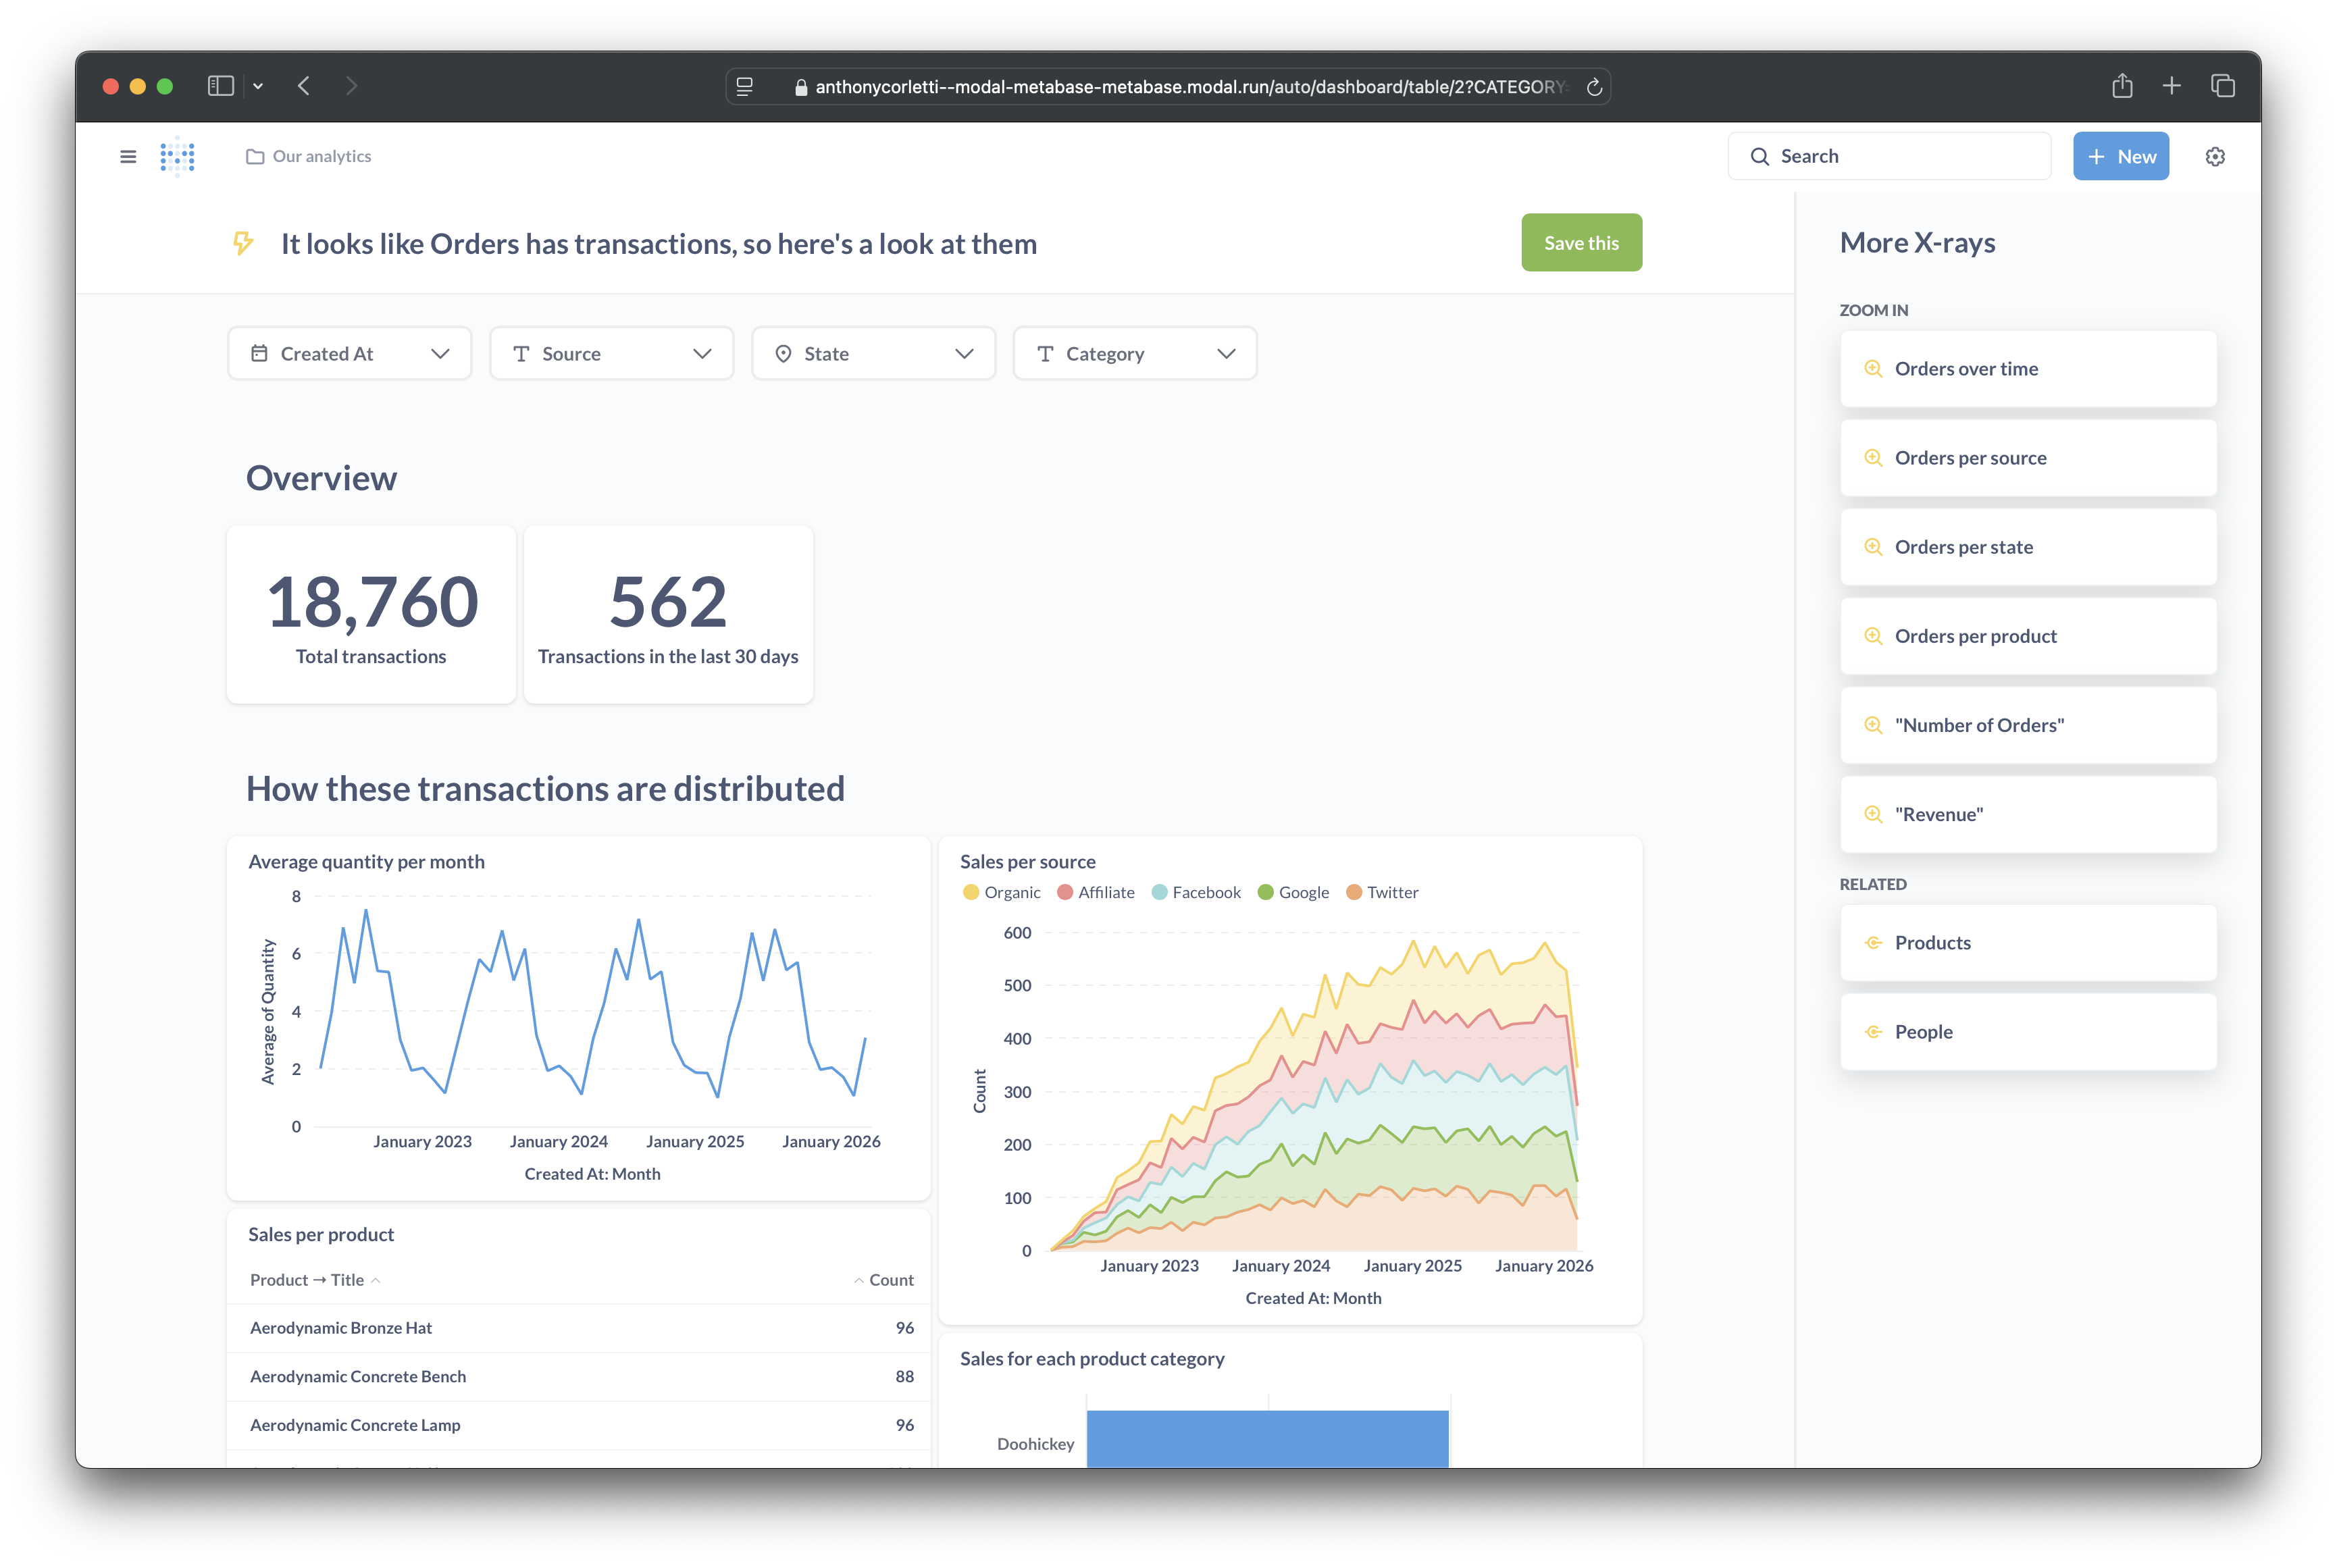 anthonycorletti--modal-metabase-metabase.modal.run/auto/dashboard/table/2?CATEGORY=
Our analytics
Search
New
It looks like Orders has transactions, so here's a look at them
Save this
Created At
Source
State
Category
Overview
18,760
Total transactions
562
Transactions in the last 30 days
How these transactions are distributed
Average quantity per month
8
6
4
2
0
Average of Quantity
January 2023
January 2024
January 2025
January 2026
Created At: Month
Sales per source
Organic
Affiliate
Facebook
Google
Twitter
600
500
400
300
200
100
0
Count
January 2023
January 2024
January 2025
January 2026
Created At: Month
Sales per product
Product → Title
Count
Aerodynamic Bronze Hat 96
Aerodynamic Concrete Bench 88
Aerodynamic Concrete Lamp 96
Sales for each product category
Doohickey
More X-rays
ZOOM IN
Orders over time
Orders per source
Orders per state
Orders per product
"Number of Orders"
"Revenue"
RELATED
Products
People